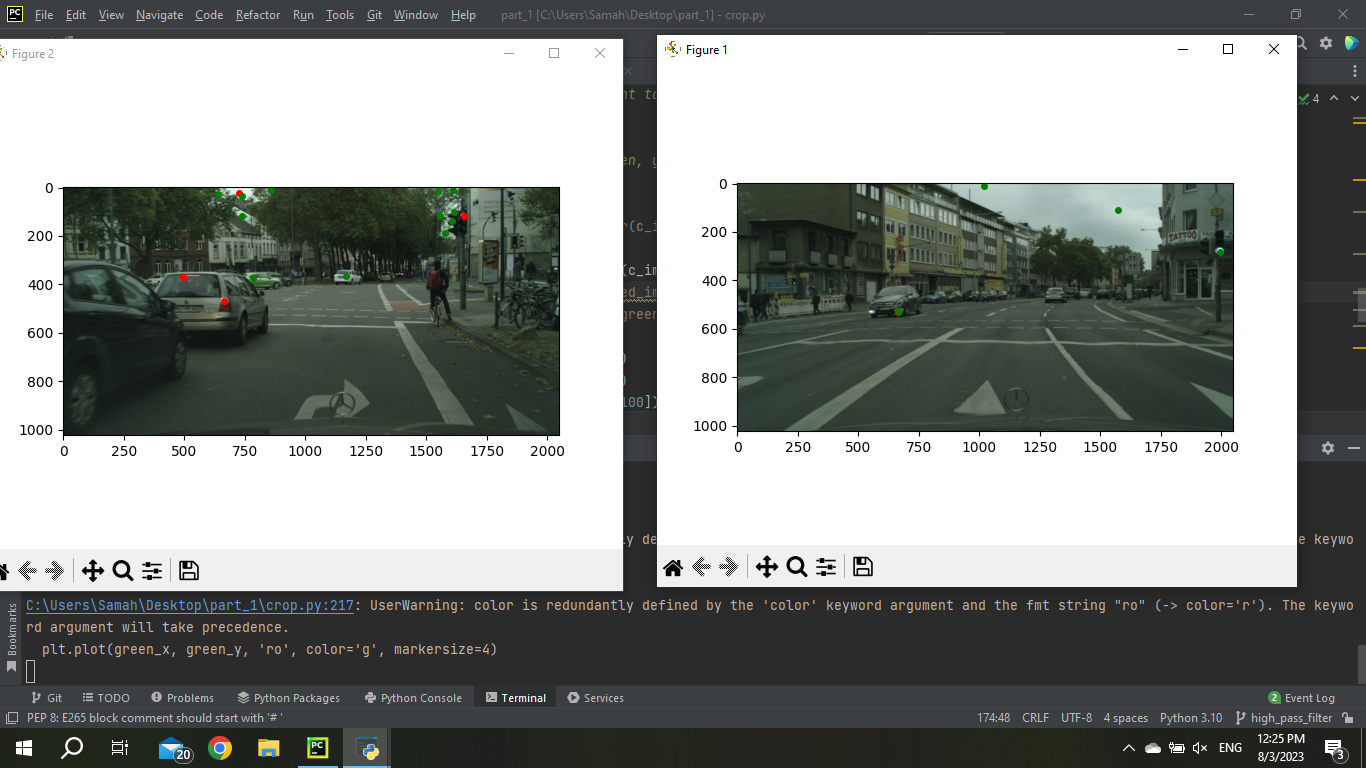 PC File Edit View Navigate Code Refactor Run Tools Git Window Help part_1 [C:\Users\Samah\Desktop\part_1] - crop.py
Figure 2
0
200
400
600
800
1000
0 250 500 750 1000 1250 1500 1750 2000
Figure 1
TATTOO
0
200
400
600
800
1000
0 250 500 750 1000 1250 1500 1750 2000
4
nt to
en, u
r(c_i
(c_im
ed_im
green
)
)
100])
ly de
e keywo
C:\Users\Samah\Desktop\part_1\crop.py:217: UserWarning: color is redundantly defined by the 'color' keyword argument and the fmt string "ro" (-> color='r'). The keywo
rd argument will take precedence.
plt.plot(green_x, green_y, 'ro', color='g', markersize=4)
Bookmarks
Git TODO Problems Python Packages Python Console Terminal Services 2 Event Log
PEP 8: E265 block comment should start with '# ' 174:48 CRLF UTF-8 4 spaces Python 3.10 high_pass_filter
20 PC ENG 12:25 PM
8/3/2023 3